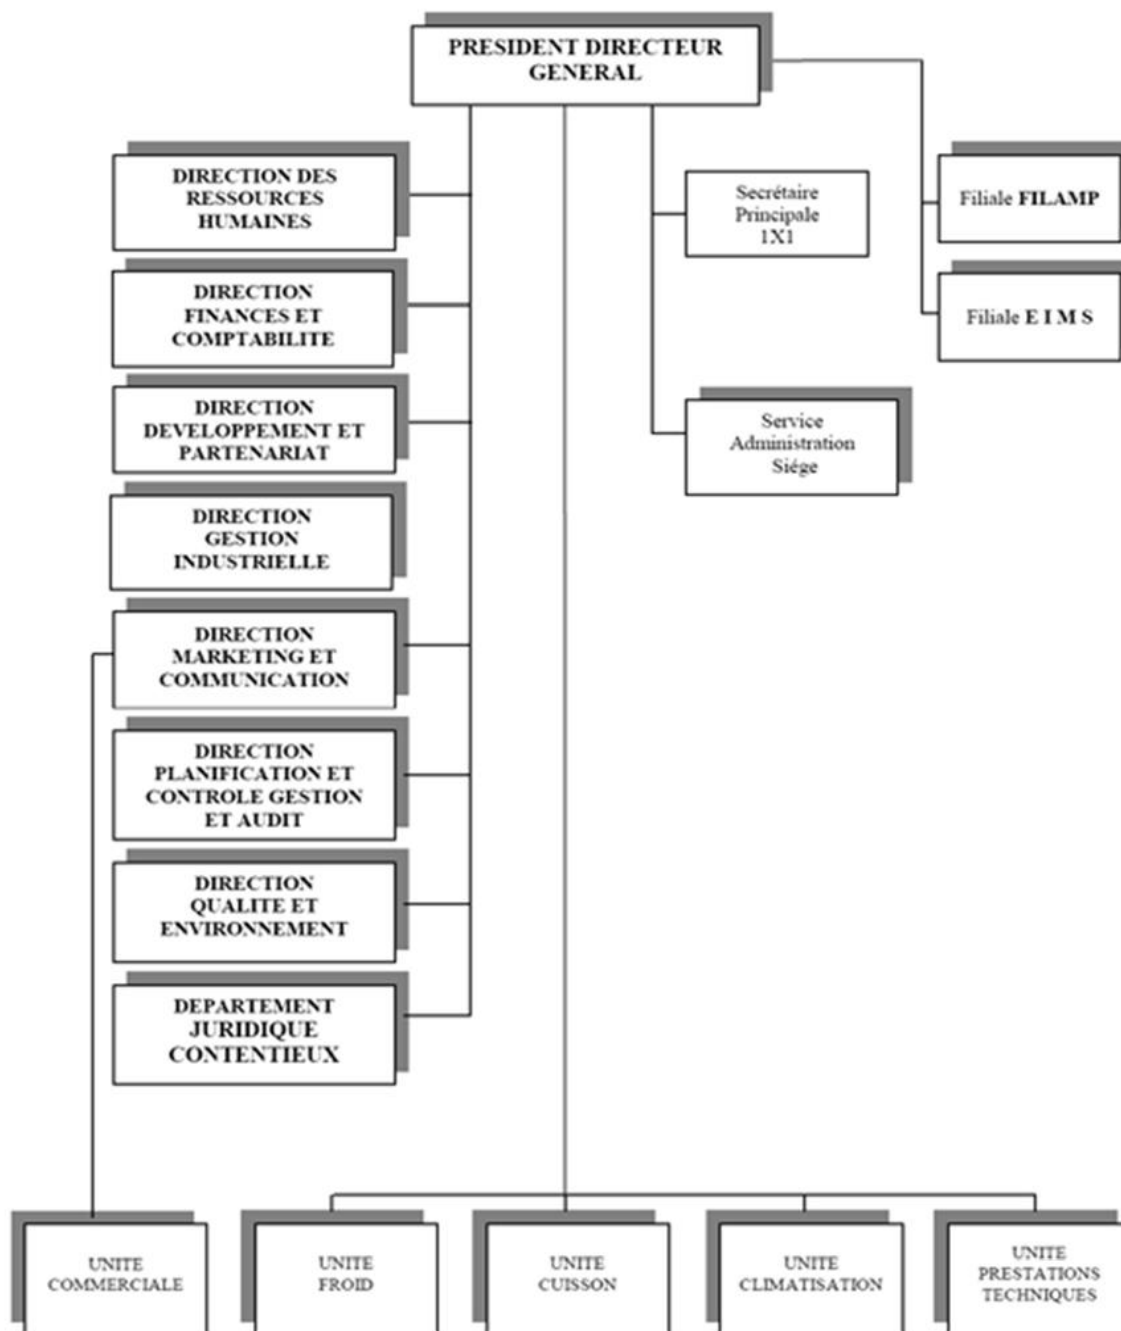 PRESIDENT DIRECTEUR
GENERAL
DIRECTION DES
RESSOURCES
HUMAINES
Secrétaire
Principale
1X1
Filiale FILAMP
DIRECTION
FINANCES ET
COMPTABILITE
Filiale E I M S
DIRECTION
DEVELOPPEMENT ET
PARTENARIAT
Service
Administration
Siége
DIRECTION
GESTION
INDUSTRIELLE
DIRECTION
MARKETING ET
COMMUNICATION
DIRECTION
PLANIFICATION ET
CONTROLE GESTION
ET AUDIT
DIRECTION
QUALITE ET
ENVIRONNEMENT
DEPARTEMENT
JURIDIQUE
CONTENTIEUX
UNITE
COMMERCIALE
UNITE
FROID
UNITE
CUISSON
UNITE
CLIMATISATION
UNITE
PRESTATIONS
TECHNIQUES